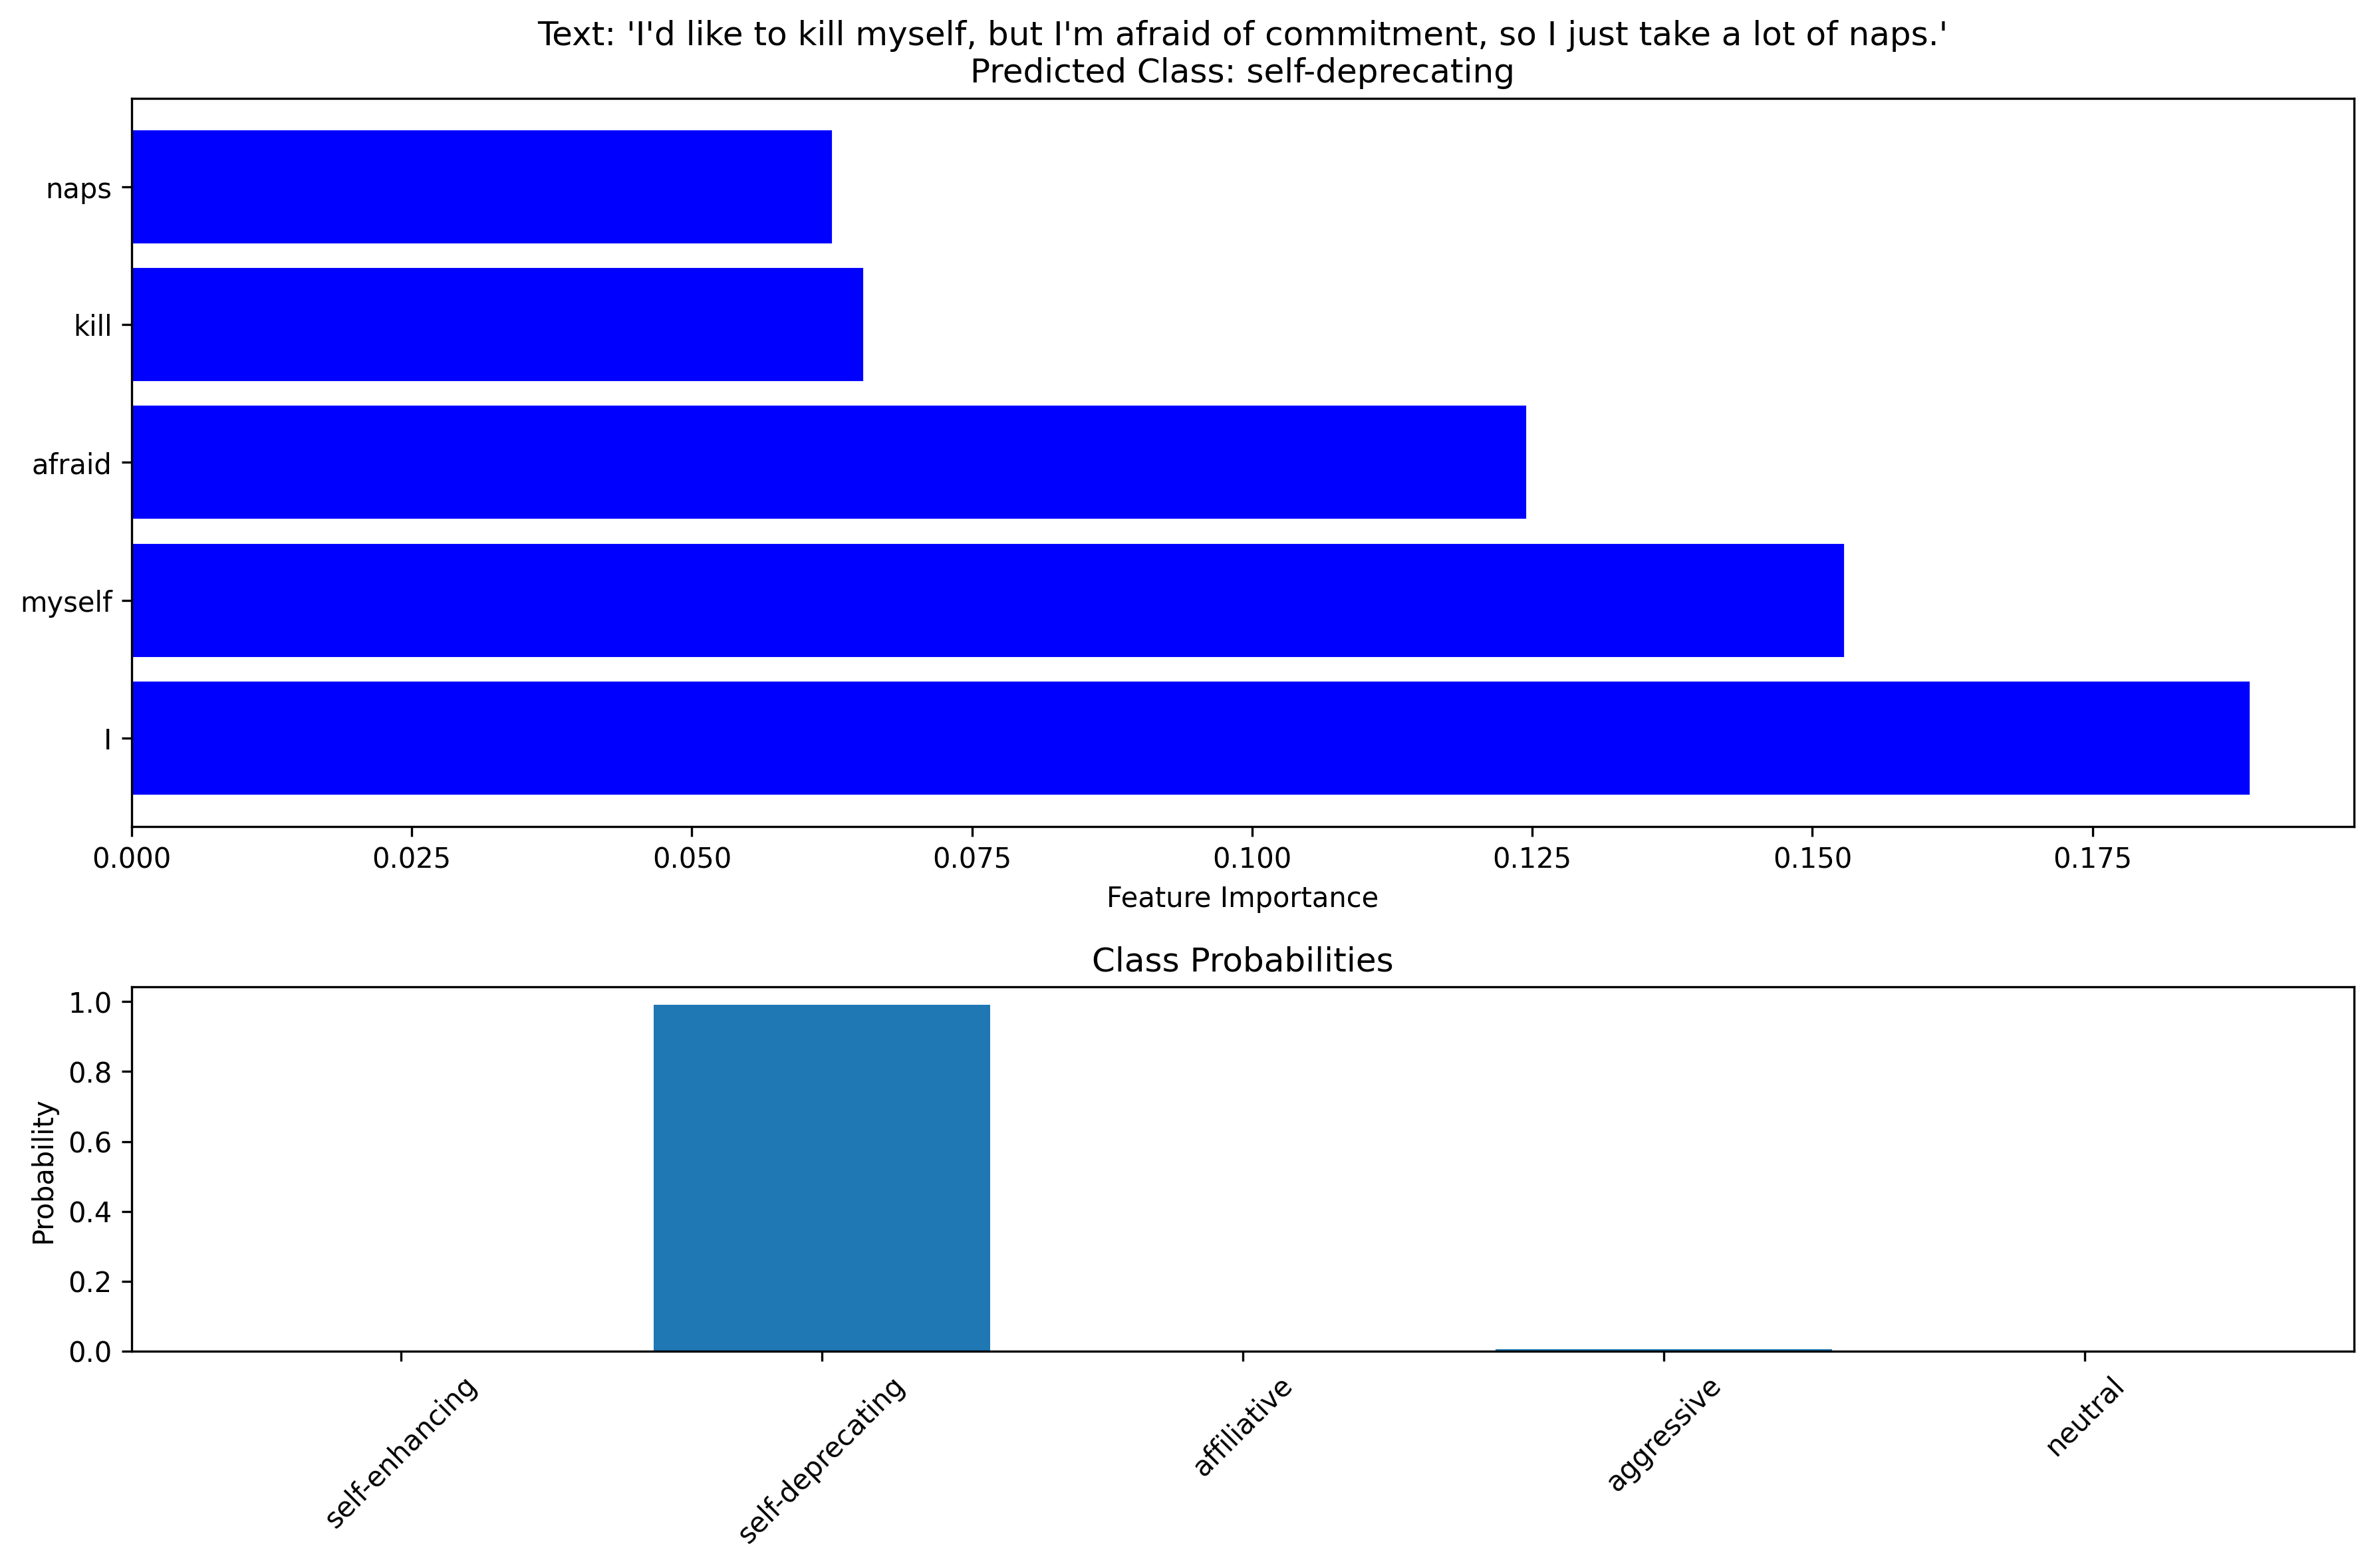 Text: 'I'd like to kill myself, but I'm afraid of commitment, so I just take a lot of naps.'
Predicted Class: self-deprecating
naps
kill
afraid
myself
I
0.000 0.025 0.050 0.075 0.100 0.125 0.150 0.175
Feature Importance
Class Probabilities
Probability
1.0
0.8
0.6
0.4
0.2
0.0
self-enhancing self-deprecating affiliative aggressive neutral